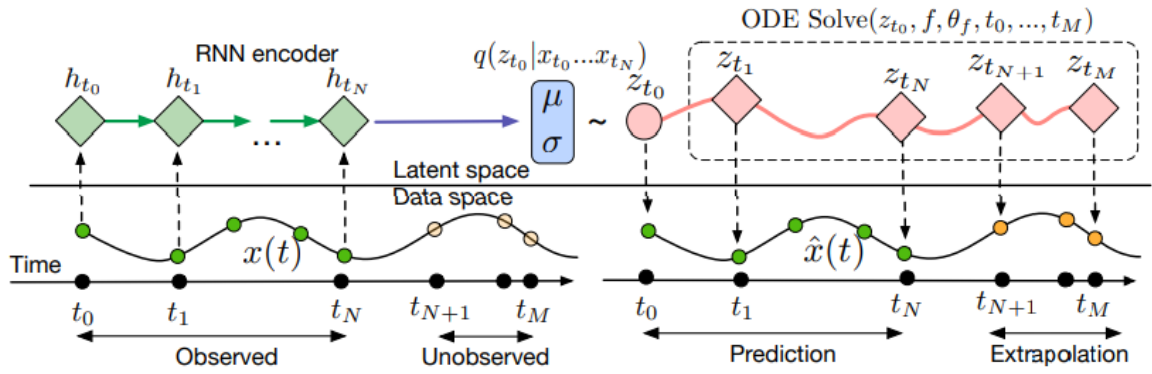 ODE Solve(z_{t_0}, f, θ_f, t_0, ..., t_M)
RNN encoder
q(z_{t_0}|x_{t_0}...x_{t_N})
h_{t_0} h_{t_1} h_{t_N}
...
μ
σ
~
z_{t_0} z_{t_1} z_{t_N} z_{t_{N+1}} z_{t_M}
Latent space
Data space
x(t)
x̂(t)
Time
t_0 t_1 t_N t_{N+1} t_M
t_0 t_1 t_N t_{N+1} t_M
Observed
Unobserved
Prediction
Extrapolation